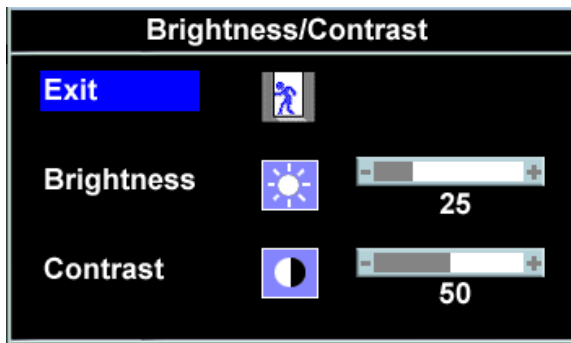 Brightness/Contrast
Exit
Brightness
- +
25
Contrast
- +
50